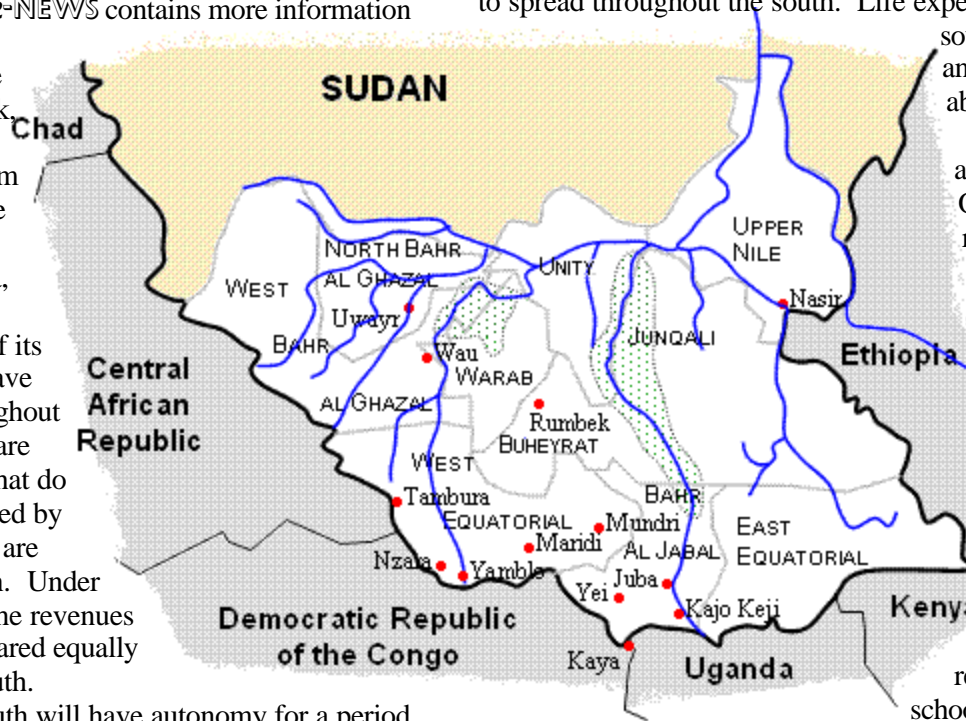 e-NEWS contains more information
to spread throughout the south. Life expe
so
an
ab
a
m
e
f its
ave
ghout
are
hat do
ed by
are
n. Under
ne revenues
ared equally
uth.
uth will have autonomy for a period
re
schoo
SUDAN
Chad
Central
African
Republic
Democratic Republic
of the Congo
Uganda
Kenya
Ethiopia
WEST
BAHR
AL GHAZAL
NORTH BAHR
AL GHAZAL
UNITY
UPPER
NILE
JUNQALI
WARAB
BUHEYRAT
WEST
EQUATORIAL
BAHR
AL JABAL
EAST
EQUATORIAL
Uwayr
Wau
Rumbek
Nasir
Tambura
Nzara
Yambio
Maridi
Mundri
Yei
Juba
Kajo Keji
Kaya